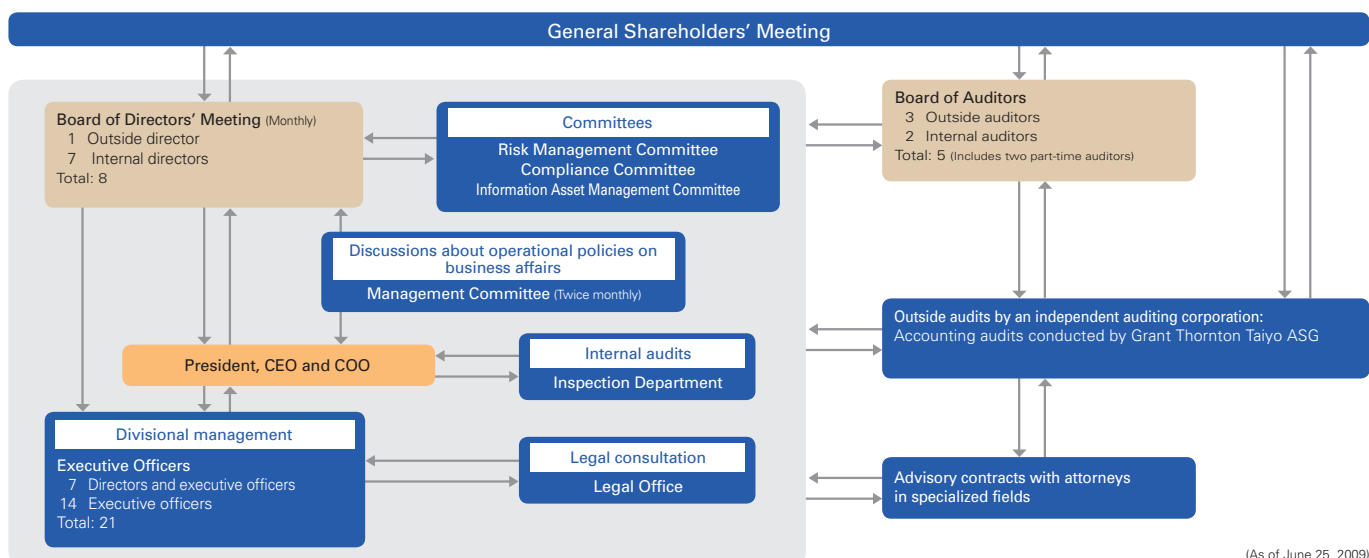 General Shareholders’ Meeting
Board of Directors’ Meeting (Monthly)
1 Outside director
7 Internal directors
Total: 8
Committees
Risk Management Committee
Compliance Committee
Information Asset Management Committee
Board of Auditors
3 Outside auditors
2 Internal auditors
Total: 5 (Includes two part-time auditors)
Discussions about operational policies on
business affairs
Management Committee (Twice monthly)
Outside audits by an independent auditing corporation:
Accounting audits conducted by Grant Thornton Taiyo ASG
President, CEO and COO
Internal audits
Inspection Department
Divisional management
Executive Officers
7 Directors and executive officers
14 Executive officers
Total: 21
Legal consultation
Legal Office
Advisory contracts with attorneys
in specialized fields
(As of June 25, 2009)